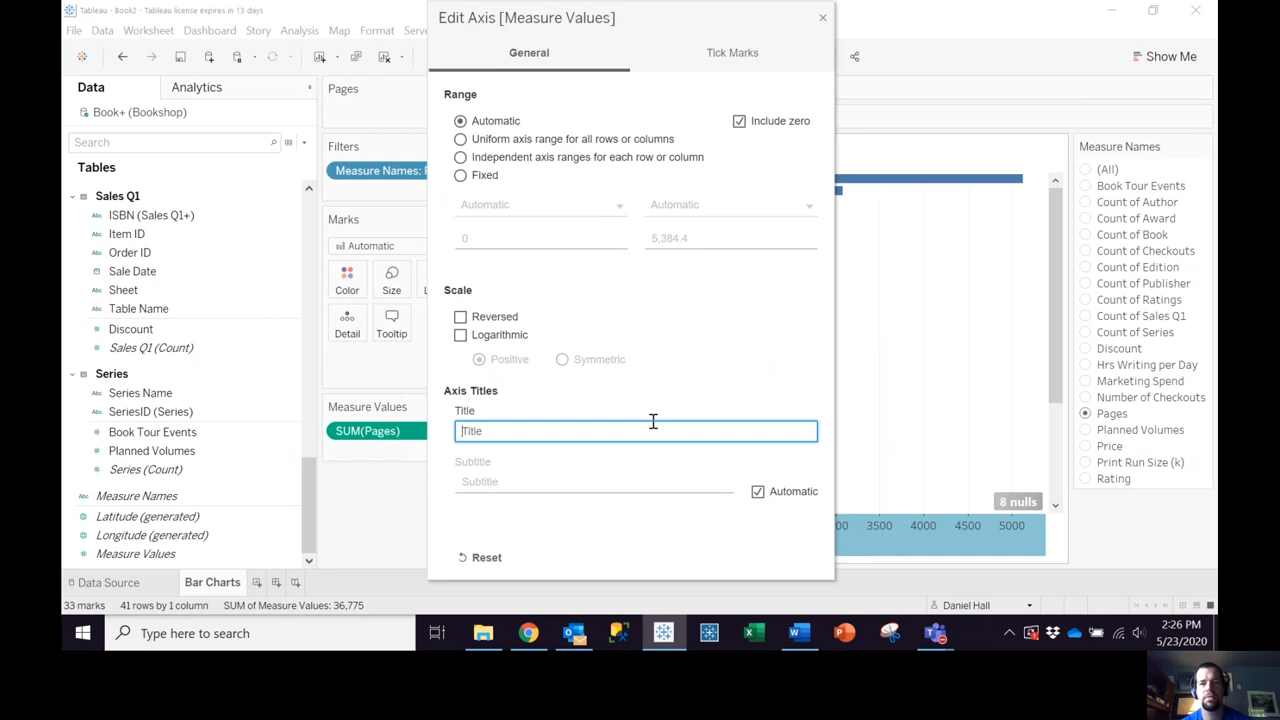 Tableau - Book2 - Tableau license expires in 13 days
File Data Worksheet Dashboard Story Analysis Map Format
Show Me
Data
Analytics
Book+ (Bookshop)
Search
Tables
Sales Q1
Abc ISBN (Sales Q1+)
Abc Item ID
Abc Order ID
Sale Date
Abc Sheet
Abc Table Name
# Discount
# Sales Q1 (Count)
Series
Abc Series Name
Abc SeriesID (Series)
# Book Tour Events
# Planned Volumes
# Series (Count)
Abc Measure Names
Latitude (generated)
Longitude (generated)
# Measure Values
Pages
Filters
Measure Names:
Marks
Automatic
Color
Size
Detail
Tooltip
Measure Values
SUM(Pages)
Edit Axis [Measure Values]
General
Tick Marks
Range
Automatic
Include zero
Uniform axis range for all rows or columns
Independent axis ranges for each row or column
Fixed
Automatic
Automatic
0
5,384.4
Scale
Reversed
Logarithmic
Positive
Symmetric
Axis Titles
Title
Title
Subtitle
Subtitle
Automatic
Reset
8 nulls
3500 4000 4500 5000
Measure Names
(All)
Book Tour Events
Count of Author
Count of Award
Count of Book
Count of Checkouts
Count of Edition
Count of Publisher
Count of Ratings
Count of Sales Q1
Count of Series
Discount
Hrs Writing per Day
Marketing Spend
Number of Checkouts
Pages
Planned Volumes
Price
Print Run Size (k)
Rating
Data Source
Bar Charts
33 marks 41 rows by 1 column SUM of Measure Values: 36,775
Daniel Hall
Type here to search
2:26 PM
5/23/2020